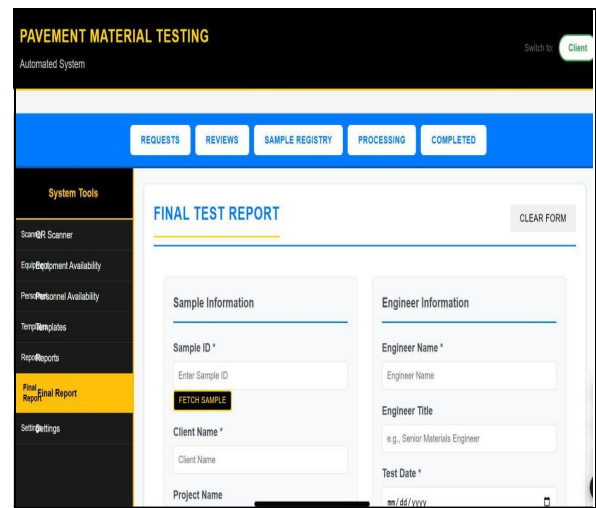 PAVEMENT MATERIAL TESTING
Automated System
Switch to:
Client
REQUESTS
REVIEWS
SAMPLE REGISTRY
PROCESSING
COMPLETED
System Tools
QR Scanner
Equipment Availability
Personnel Availability
Templates
Reports
Final Report
Final Report
Settings
FINAL TEST REPORT
CLEAR FORM
Sample Information
Sample ID *
Enter Sample ID
FETCH SAMPLE
Client Name *
Client Name
Project Name
Engineer Information
Engineer Name *
Engineer Name
Engineer Title
e.g., Senior Materials Engineer
Test Date *
mm/dd/yyyy